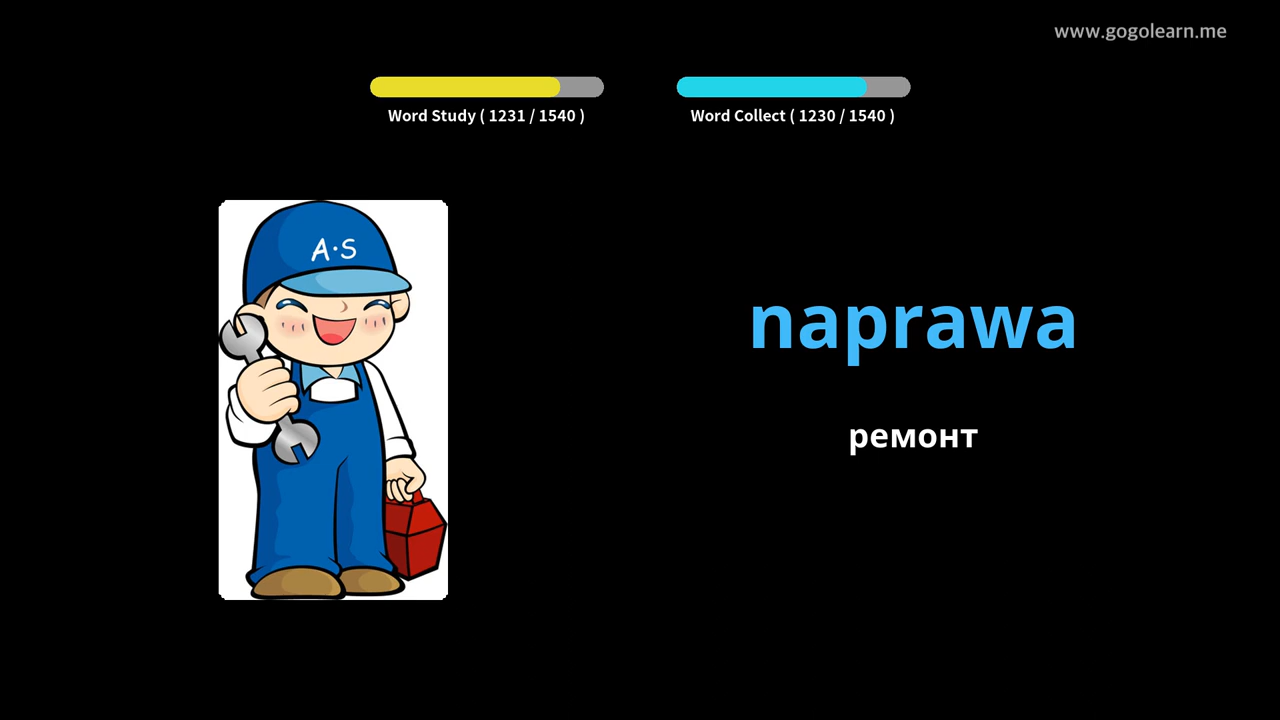 www.gogolearn.me
Word Study ( 1231 / 1540 )
Word Collect ( 1230 / 1540 )
A·S
naprawa
ремонт